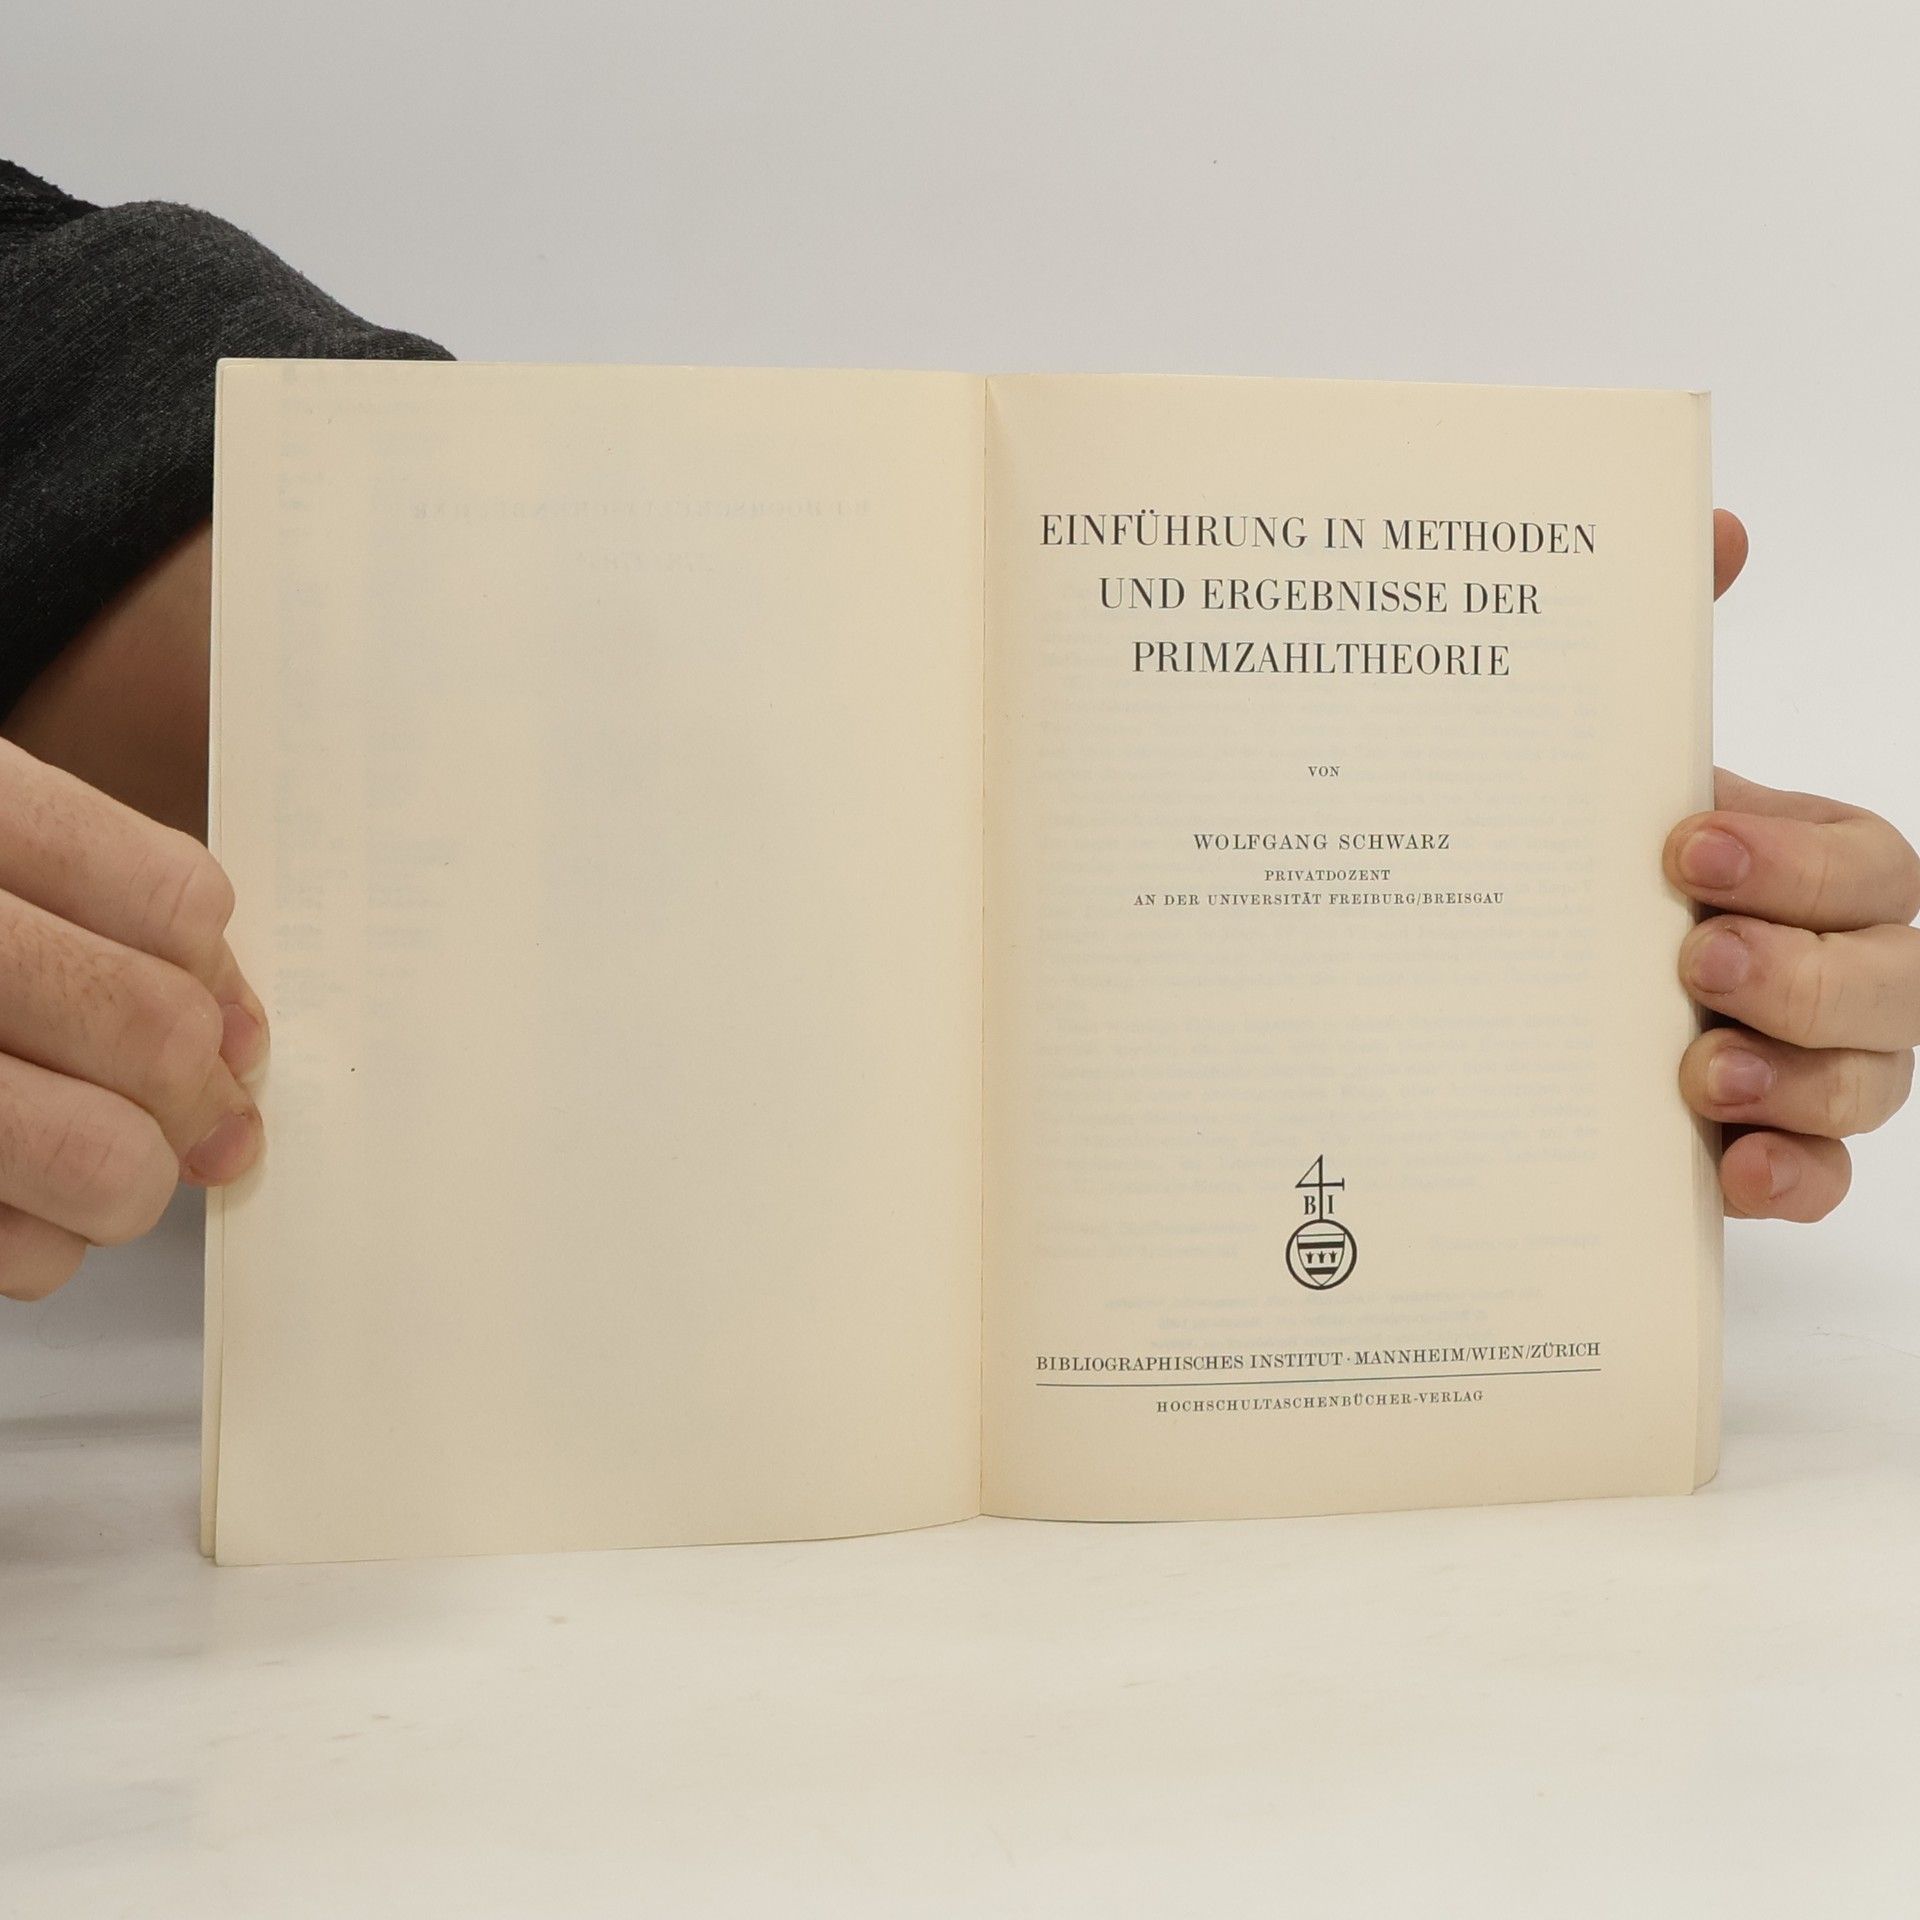 EINFÜHRUNG IN METHODEN
UND ERGEBNISSE DER
PRIMZAHLTHEORIE
VON
WOLFGANG SCHWARZ
PRIVATDOZENT
AN DER UNIVERSITÄT FREIBURG/BREISGAU
B I
BIBLIOGRAPHISCHES INSTITUT · MANNHEIM/WIEN/ZÜRICH
HOCHSCHULTASCHENBÜCHER-VERLAG